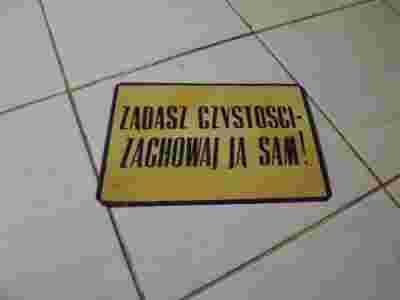 ŻĄDASZ CZYSTOŚCI-
ZACHOWAJ JĄ SAM!